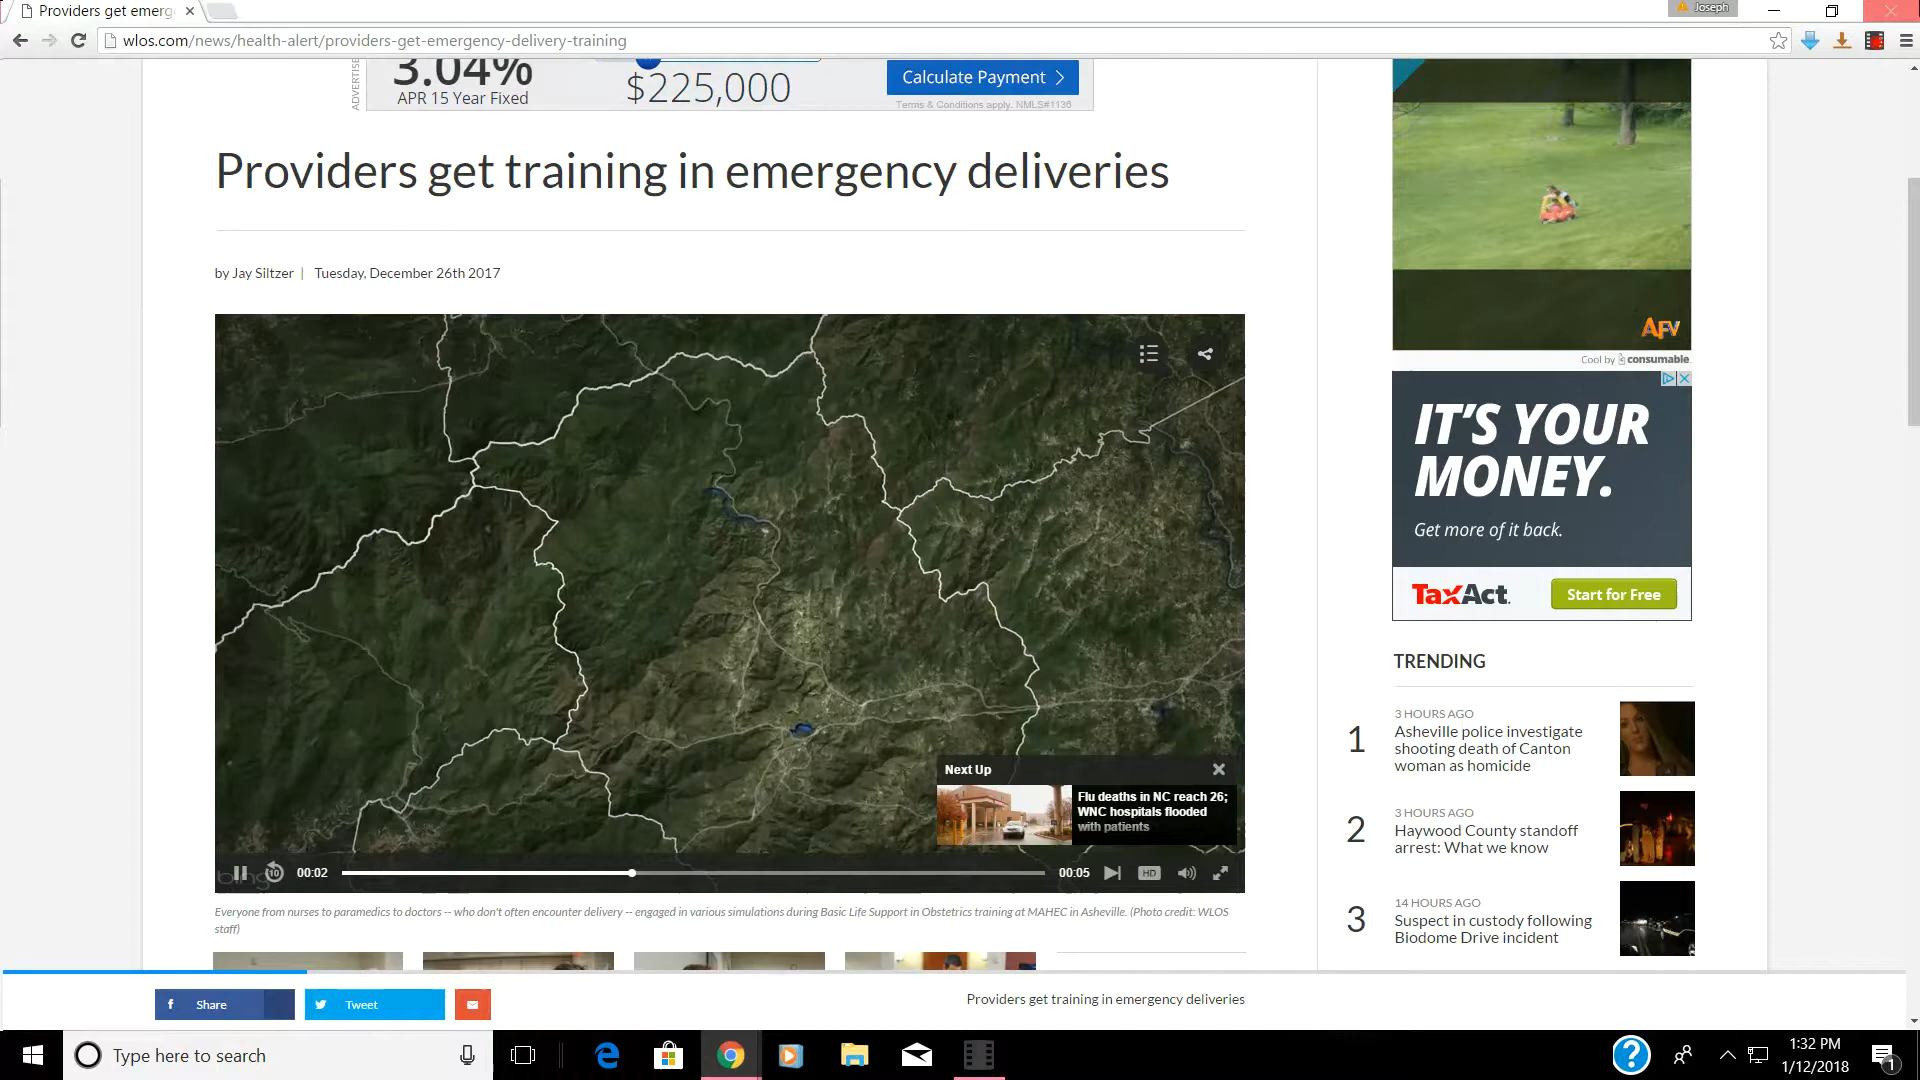 Providers get emerg
Joseph
wlos.com/news/health-alert/providers-get-emergency-delivery-training
ADVERTISE
3.04%
APR 15 Year Fixed
$225,000
Calculate Payment
Terms & Conditions apply. NMLS#1136
Providers get training in emergency deliveries
by Jay Siltzer | Tuesday, December 26th 2017
Next Up
Flu deaths in NC reach 26;
WNC hospitals flooded
with patients
bing
10
00:02
00:05
HD
Everyone from nurses to paramedics to doctors -- who don't often encounter delivery -- engaged in various simulations during Basic Life Support in Obstetrics training at MAHEC in Asheville. (Photo credit: WLOS
staff)
AFV
Cool by consumable
IT'S YOUR
MONEY.
Get more of it back.
TaxAct.
Start for Free
TRENDING
1
3 HOURS AGO
Asheville police investigate
shooting death of Canton
woman as homicide
2
3 HOURS AGO
Haywood County standoff
arrest: What we know
3
14 HOURS AGO
Suspect in custody following
Biodome Drive incident
Share
Tweet
Providers get training in emergency deliveries
Type here to search
1:32 PM
1/12/2018
1